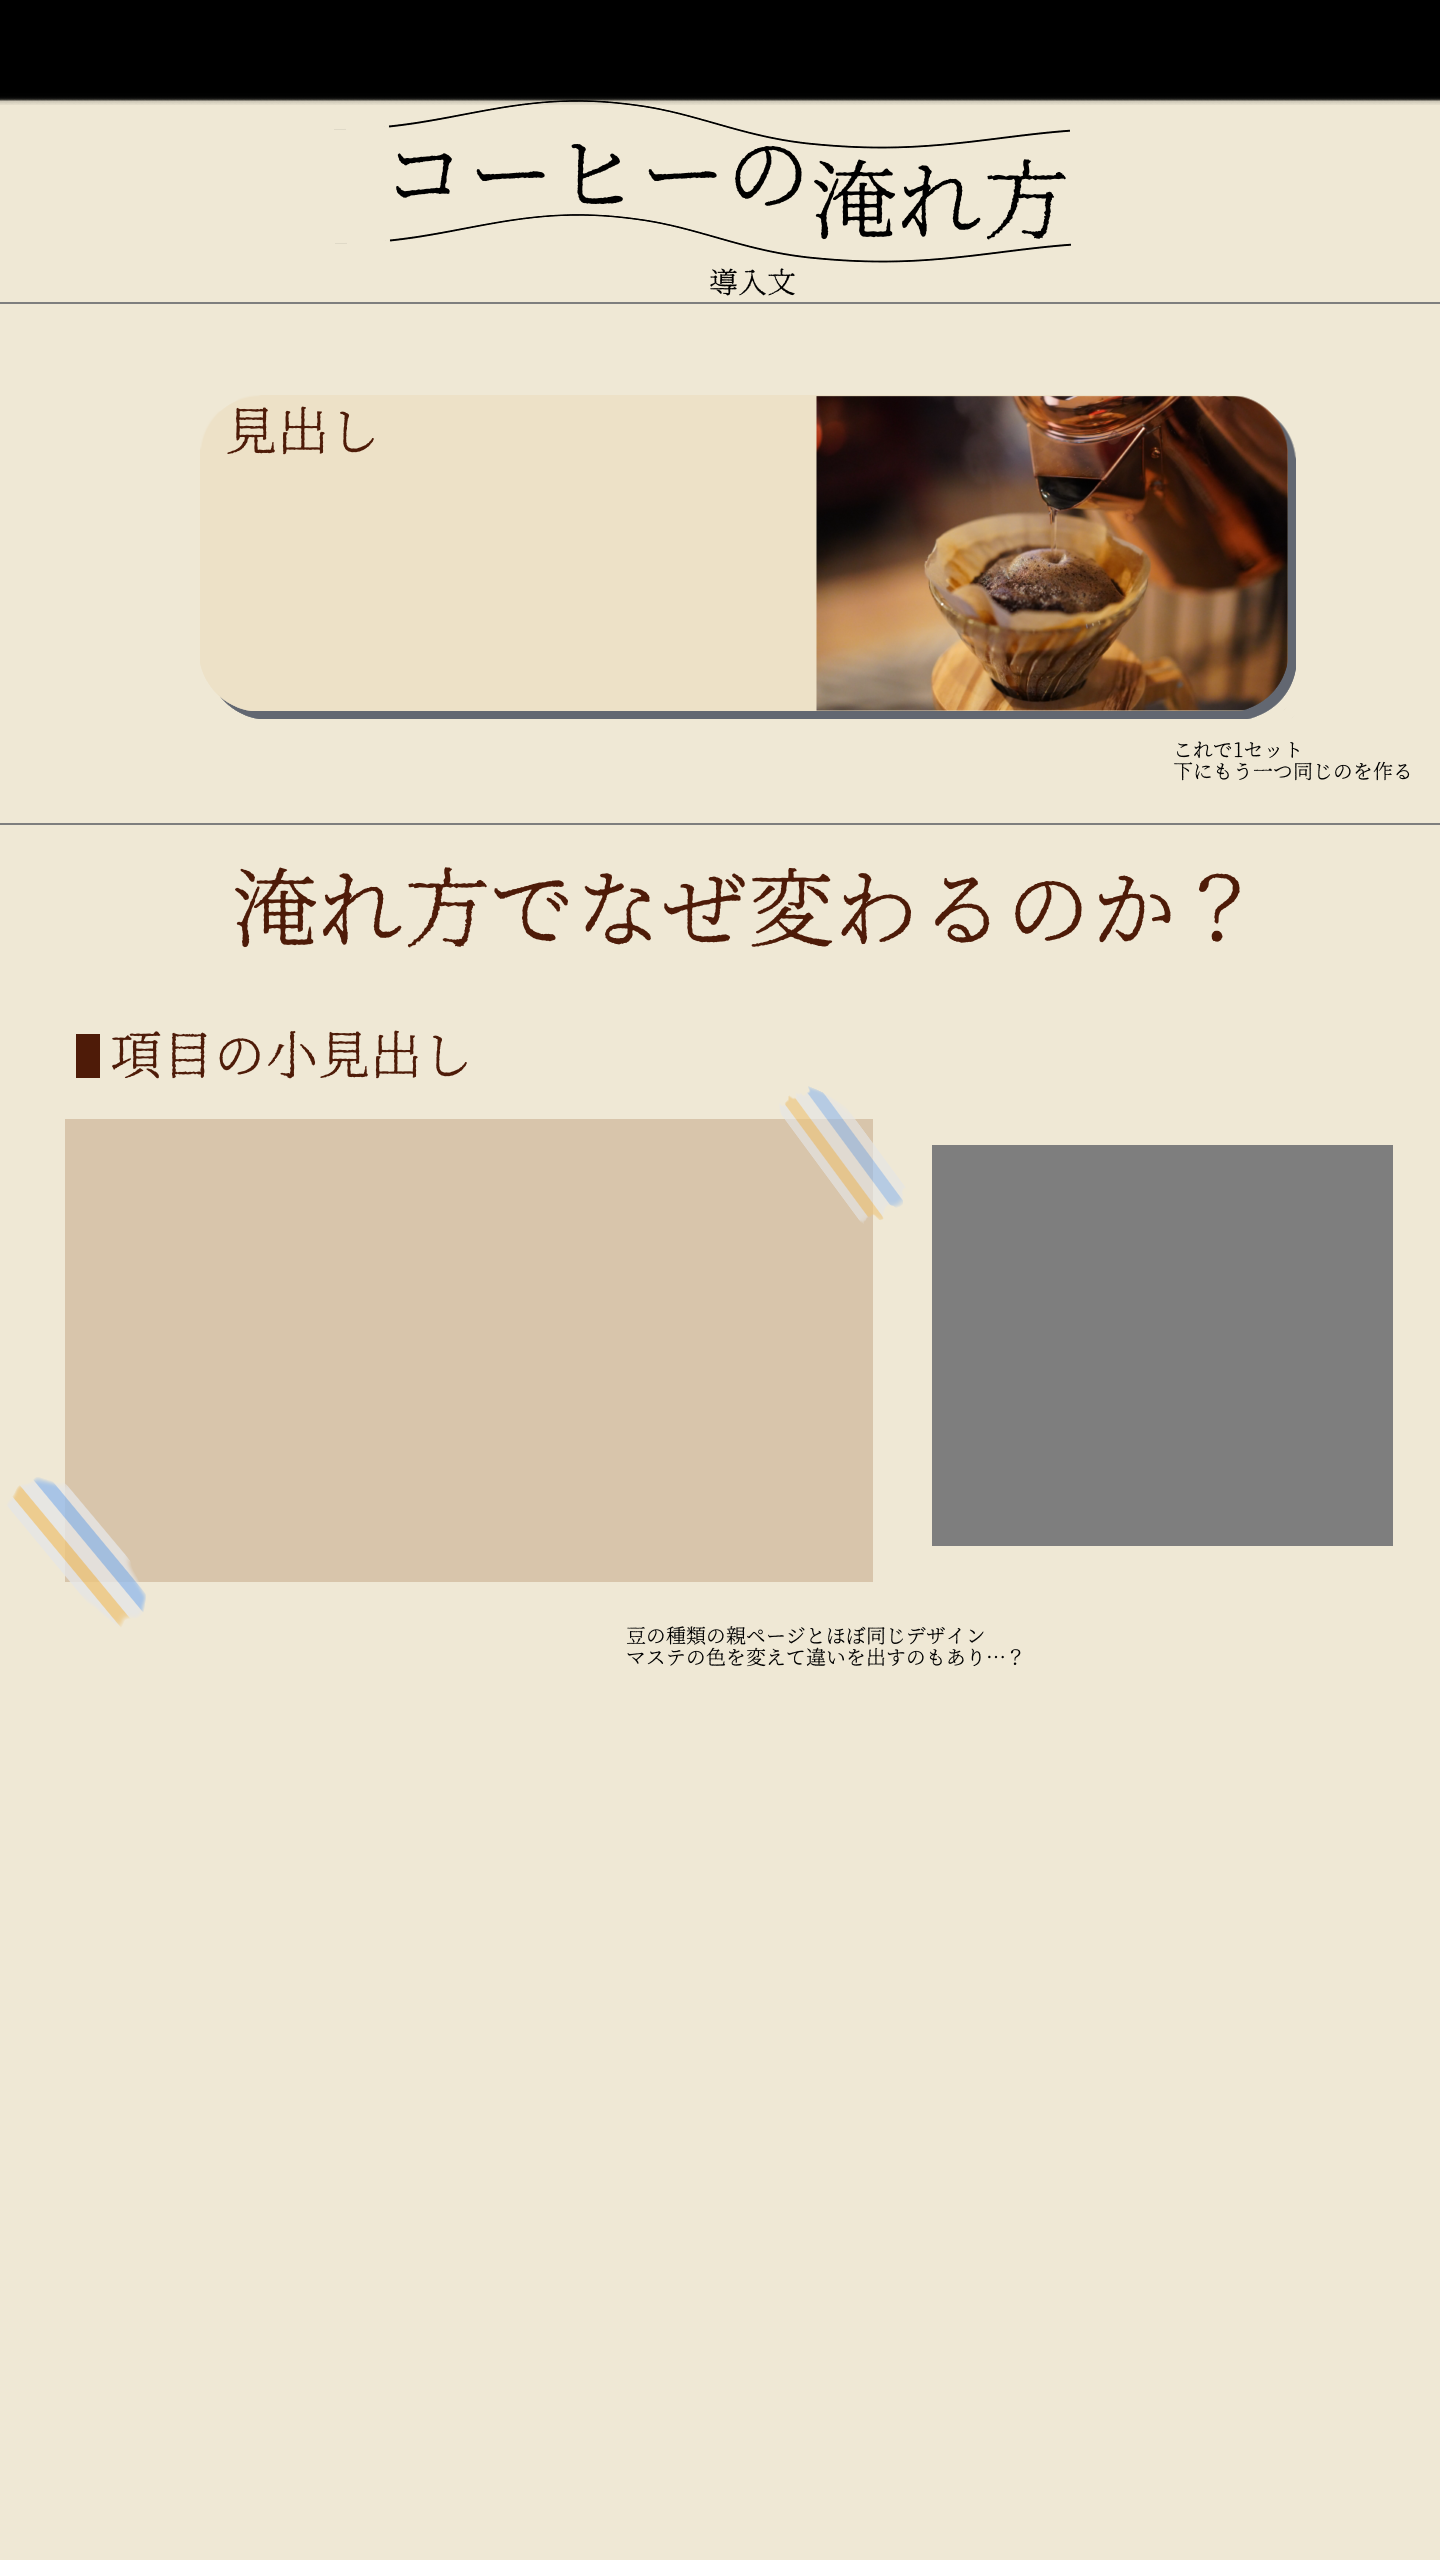 コーヒーの淹れ方
導入文
見出し
これで1セット
下にもう一つ同じのを作る
淹れ方でなぜ変わるのか？
項目の小見出し
豆の種類の親ページとほぼ同じデザイン
マステの色を変えて違いを出すのもあり…？